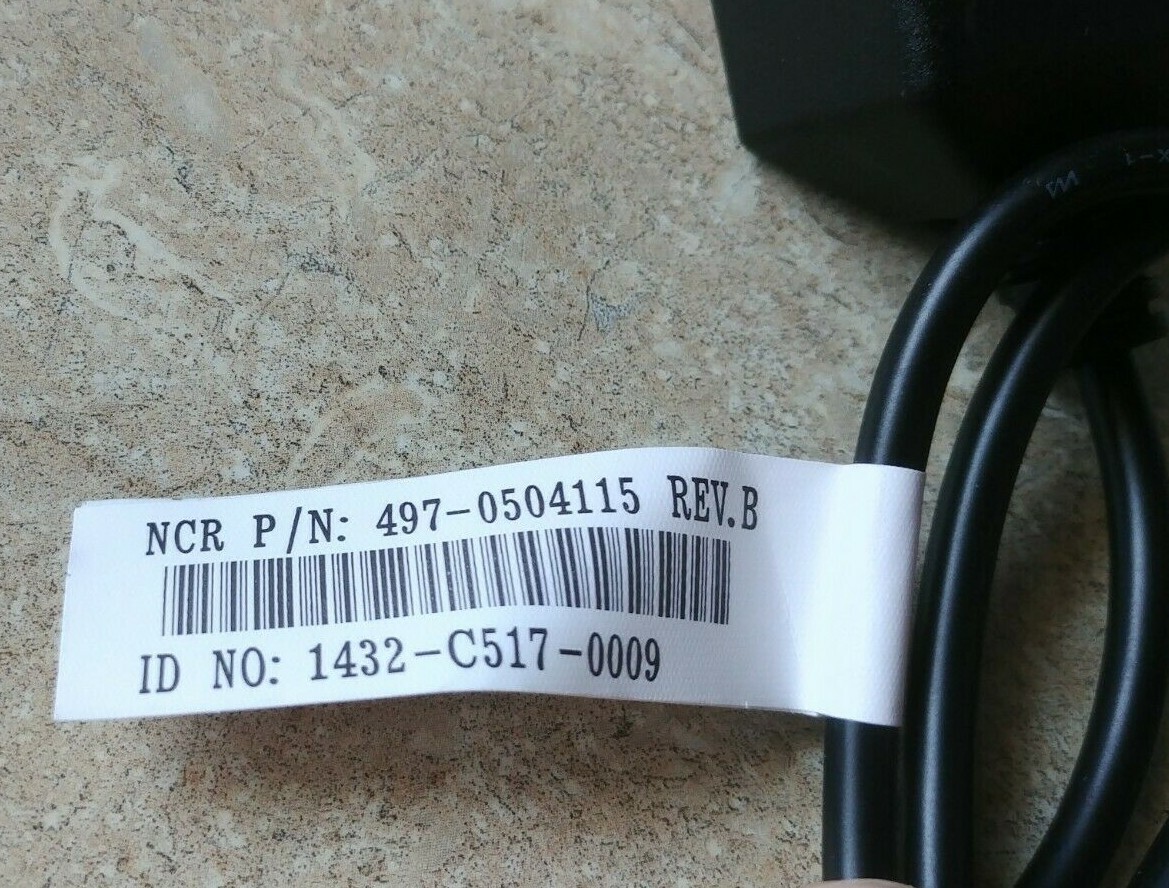 NCR P/N: 497-0504115 REV.B
ID NO: 1432-C517-0009